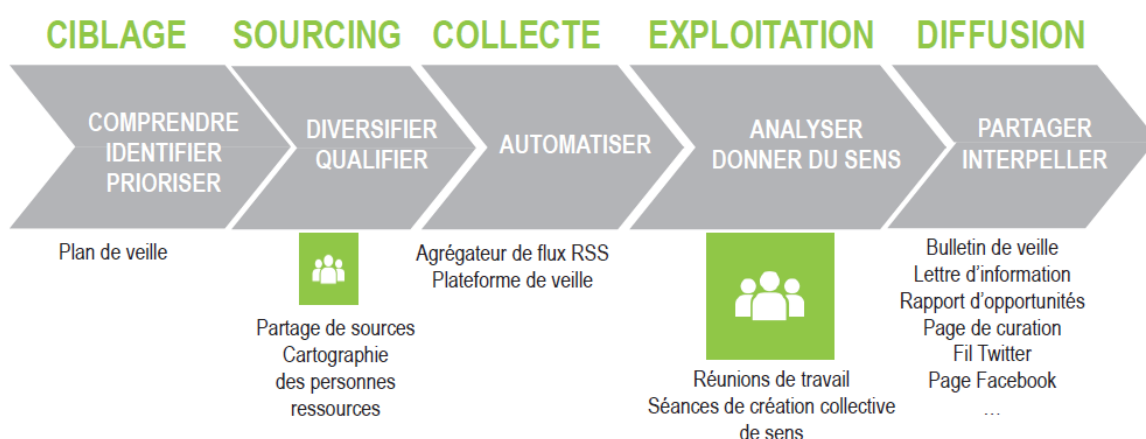 CIBLAGE
SOURCING
COLLECTE
EXPLOITATION
DIFFUSION
COMPRENDRE
IDENTIFIER
PRIORISER
DIVERSIFIER
QUALIFIER
AUTOMATISER
ANALYSER
DONNER DU SENS
PARTAGER
INTERPELLER
Plan de veille
Partage de sources
Cartographie
des personnes
ressources
Agrégateur de flux RSS
Plateforme de veille
Réunions de travail
Séances de création collective
de sens
Bulletin de veille
Lettre d'information
Rapport d'opportunités
Page de curation
Fil Twitter
Page Facebook
...